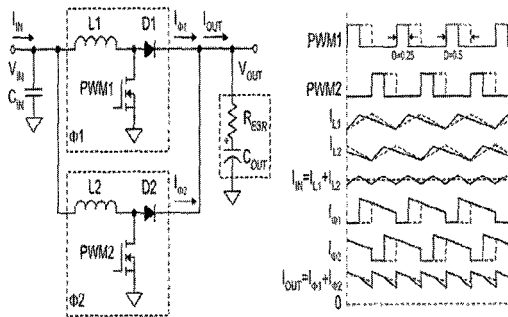 I_IN
L1
D1
I_Φ1
I_OUT
V_IN
C_IN
PWM1
V_OUT
Φ1
R_ESR
+
C_OUT
L2
D2
I_Φ2
PWM2
Φ2
PWM1
D=0.25
D=0.5
PWM2
I_L1
I_L2
I_IN=I_L1+I_L2
I_Φ1
I_Φ2
I_OUT=I_Φ1+I_Φ2
0